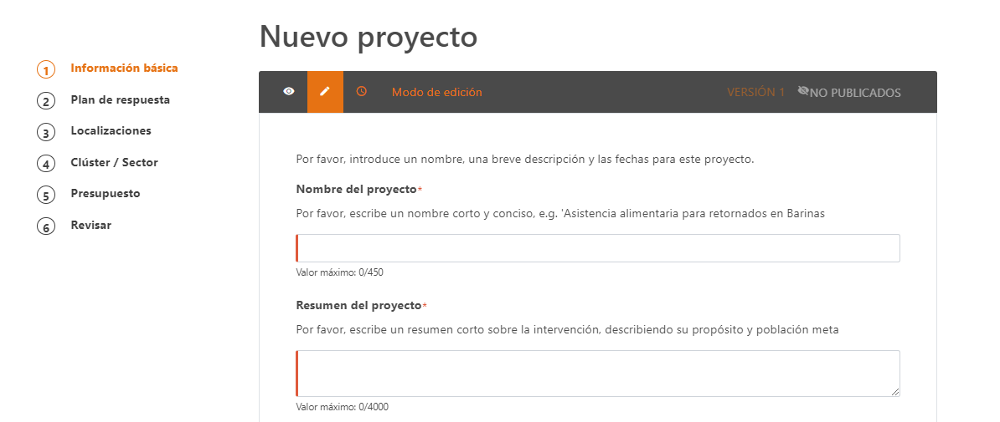 Nuevo proyecto
1 Información básica
2 Plan de respuesta
3 Localizaciones
4 Clúster / Sector
5 Presupuesto
6 Revisar
Modo de edición VERSIÓN 1 NO PUBLICADOS
Por favor, introduce un nombre, una breve descripción y las fechas para este proyecto.
Nombre del proyecto*
Por favor, escribe un nombre corto y conciso, e.g. 'Asistencia alimentaria para retornados en Barinas
Valor máximo: 0/450
Resumen del proyecto*
Por favor, escribe un resumen corto sobre la intervención, describiendo su propósito y población meta
Valor máximo: 0/4000